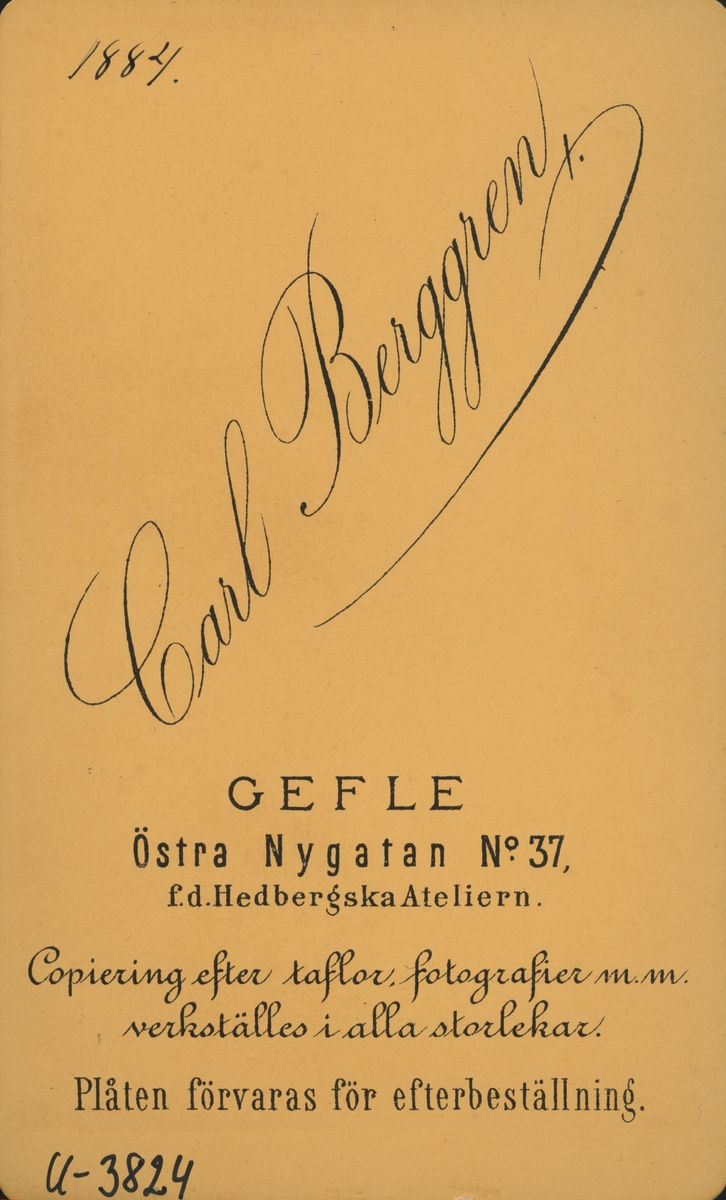 1884.
Carl Berggren
GEFLE
Östra Nygatan Nº 37,
f.d. Hedbergska Ateliern.
Copiering efter taflor, fotografier m.m.
verkställes i alla storlekar.
Plåten förvaras för efterbeställning.
U-3824